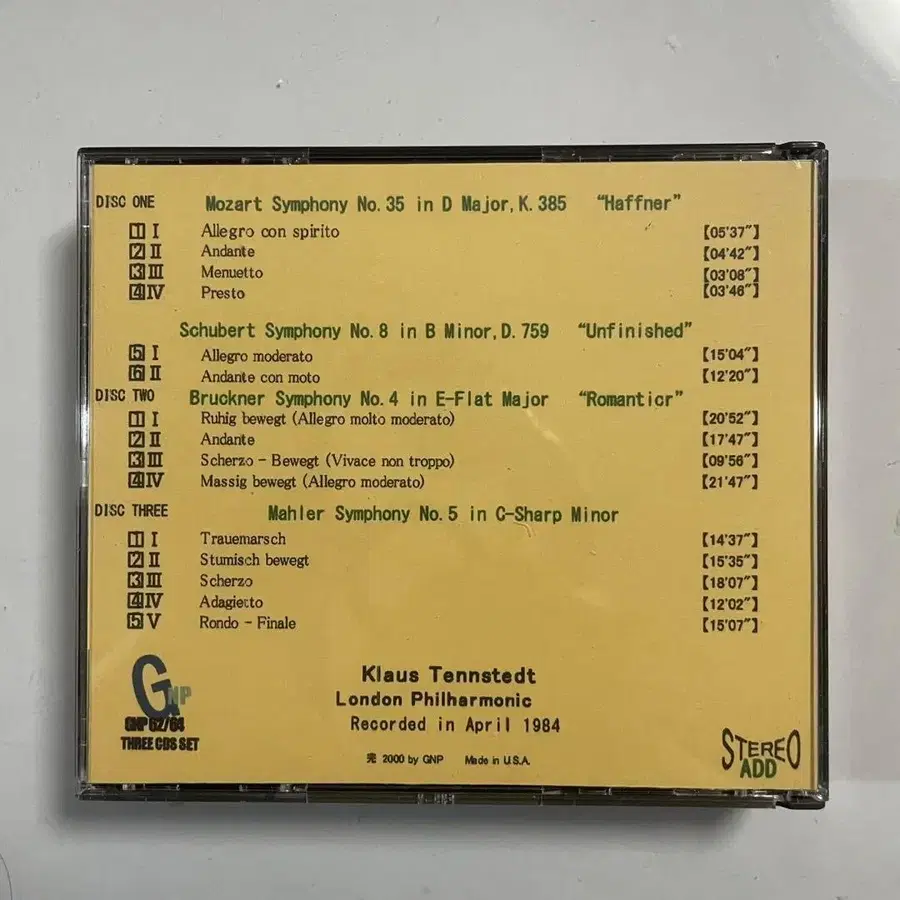 DISC ONE Mozart Symphony No. 35 in D Major, K. 385 “Haffner”
1 I Allegro con spirito 【05'37"】
2 II Andante 【04'42"】
3 III Menuetto 【03'08"】
4 IV Presto 【03'46"】
Schubert Symphony No. 8 in B Minor, D. 759 “Unfinished”
5 I Allegro moderato 【15'04"】
6 II Andante con moto 【12'20"】
DISC TWO Bruckner Symphony No. 4 in E-Flat Major “Romanticr”
1 I Ruhig bewegt (Allegro molto moderato) 【20'52"】
2 II Andante 【17'47"】
3 III Scherzo - Bewegt (Vivace non troppo) 【09'56"】
4 IV Massig bewegt (Allegro moderato) 【21'47"】
DISC THREE Mahler Symphony No. 5 in C-Sharp Minor
1 I Trauemarsch 【14'37"】
2 II Stumisch bewegt 【15'35"】
3 III Scherzo 【18'07"】
4 IV Adagietto 【12'02"】
5 V Rondo - Finale 【15'07"】
GNP
GNP 62/64
THREE CDS SET
Klaus Tennstedt
London Philharmonic
Recorded in April 1984
2000 by GNP Made in U.S.A.
STEREO
ADD